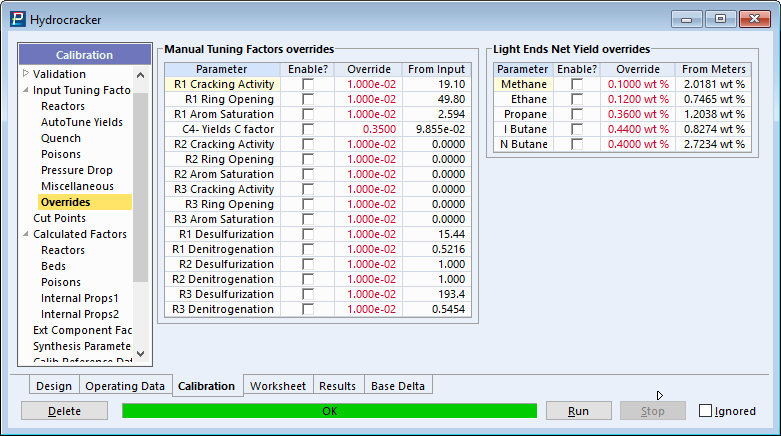 Hydrocracker
Calibration
Validation
Input Tuning Facto
Reactors
AutoTune Yields
Quench
Poisons
Pressure Drop
Miscellaneous
Overrides
Cut Points
Calculated Factors
Reactors
Beds
Poisons
Internal Props1
Internal Props2
Ext Component Fac
Synthesis Paramete
Calib Reference Dat
Manual Tuning Factors overrides
Parameter Enable? Override From Input
R1 Cracking Activity 1.000e-02 19.10
R1 Ring Opening 1.000e-02 49.80
R1 Arom Saturation 1.000e-02 2.594
C4- Yields C factor 0.3500 9.855e-02
R2 Cracking Activity 1.000e-02 0.0000
R2 Ring Opening 1.000e-02 0.0000
R2 Arom Saturation 1.000e-02 0.0000
R3 Cracking Activity 1.000e-02 0.0000
R3 Ring Opening 1.000e-02 0.0000
R3 Arom Saturation 1.000e-02 0.0000
R1 Desulfurization 1.000e-02 15.44
R1 Denitrogenation 1.000e-02 0.5216
R2 Desulfurization 1.000e-02 1.000
R2 Denitrogenation 1.000e-02 1.000
R3 Desulfurization 1.000e-02 193.4
R3 Denitrogenation 1.000e-02 0.5454
Light Ends Net Yield overrides
Parameter Enable? Override From Meters
Methane 0.1000 wt % 2.0181 wt %
Ethane 0.1200 wt % 0.7465 wt %
Propane 0.3600 wt % 1.2038 wt %
I Butane 0.4400 wt % 0.8274 wt %
N Butane 0.4000 wt % 2.7234 wt %
Design Operating Data Calibration Worksheet Results Base Delta
Delete OK Run Stop Ignored